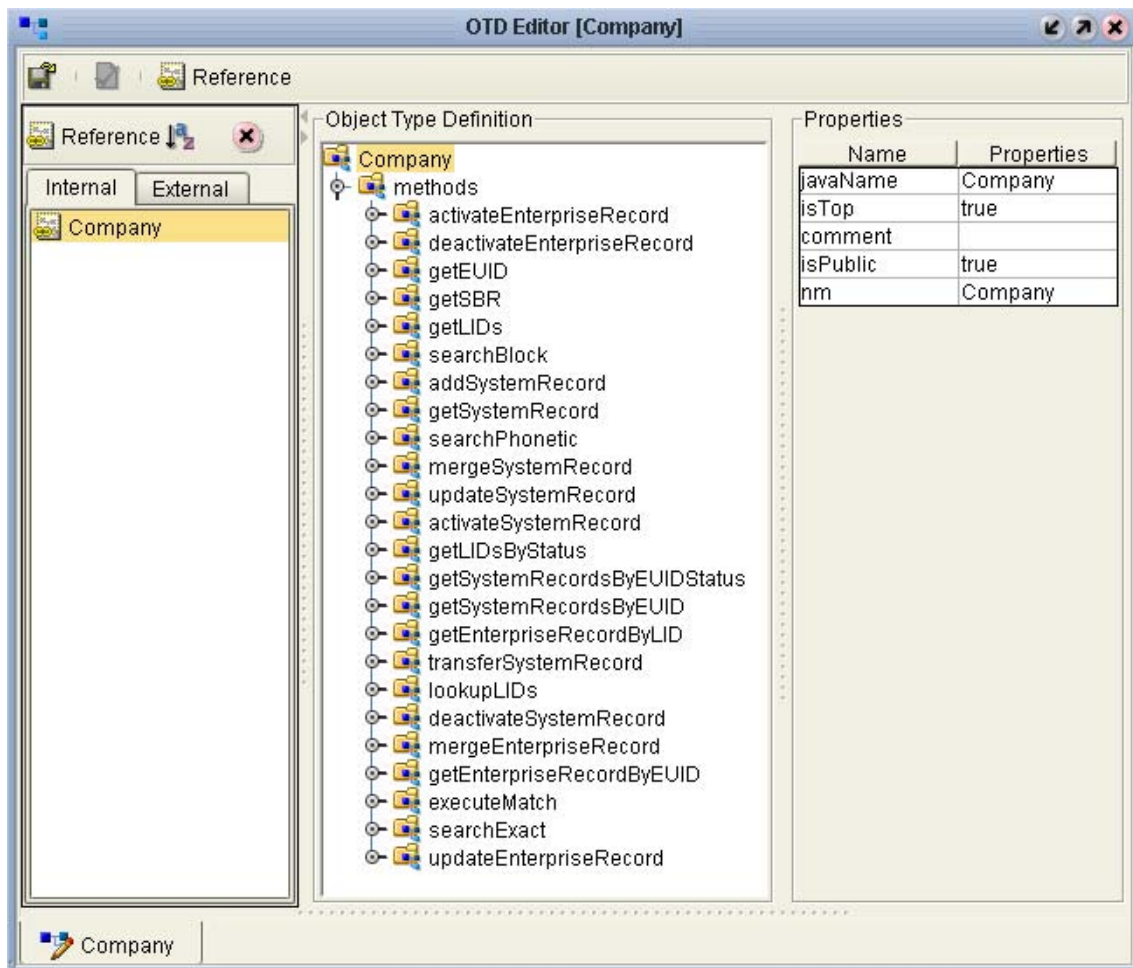 OTD Editor [Company]
Reference
Reference
Internal External
Company
Object Type Definition
Company
methods
activateEnterpriseRecord
deactivateEnterpriseRecord
getEUID
getSBR
getLIDs
searchBlock
addSystemRecord
getSystemRecord
searchPhonetic
mergeSystemRecord
updateSystemRecord
activateSystemRecord
getLIDsByStatus
getSystemRecordsByEUIDStatus
getSystemRecordsByEUID
getEnterpriseRecordByLID
transferSystemRecord
lookupLIDs
deactivateSystemRecord
mergeEnterpriseRecord
getEnterpriseRecordByEUID
executeMatch
searchExact
updateEnterpriseRecord
Properties
Name Properties
javaName Company
isTop true
comment
isPublic true
nm Company
Company